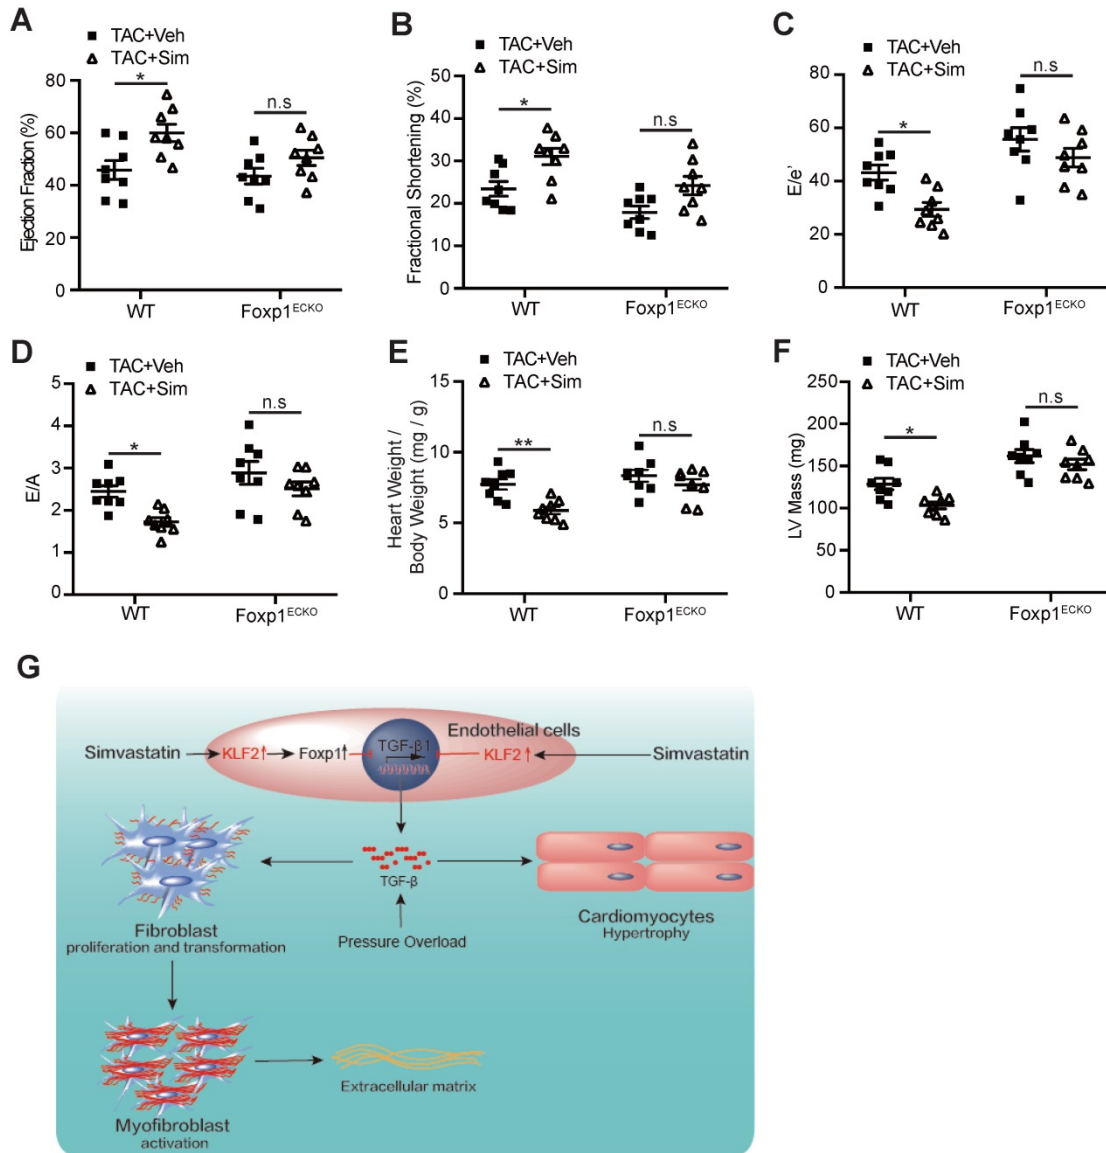 A
TAC+Veh
TAC+Sim
Ejection Fraction (%)
80
60
40
20
0
*
n.s
WT
Foxp1ECKO
B
TAC+Veh
TAC+Sim
Fractional Shortening (%)
50
40
30
20
10
0
*
n.s
WT
Foxp1ECKO
C
TAC+Veh
TAC+Sim
E/e'
80
60
40
20
0
*
n.s
WT
Foxp1ECKO
D
TAC+Veh
TAC+Sim
E/A
5
4
3
2
1
0
*
n.s
WT
Foxp1ECKO
E
TAC+Veh
TAC+Sim
Heart Weight /
Body Weight (mg / g)
15
10
5
0
**
n.s
WT
Foxp1ECKO
F
TAC+Veh
TAC+Sim
LV Mass (mg)
250
200
150
100
50
0
*
n.s
WT
Foxp1ECKO
G
Endothelial cells
Simvastatin
KLF2↑
Foxp1↑
TGF-β1
KLF2↑
Simvastatin
TGF-β
Fibroblast
proliferation and transformation
Pressure Overload
Cardiomyocytes
Hypertrophy
Extracellular matrix
Myofibroblast
activation